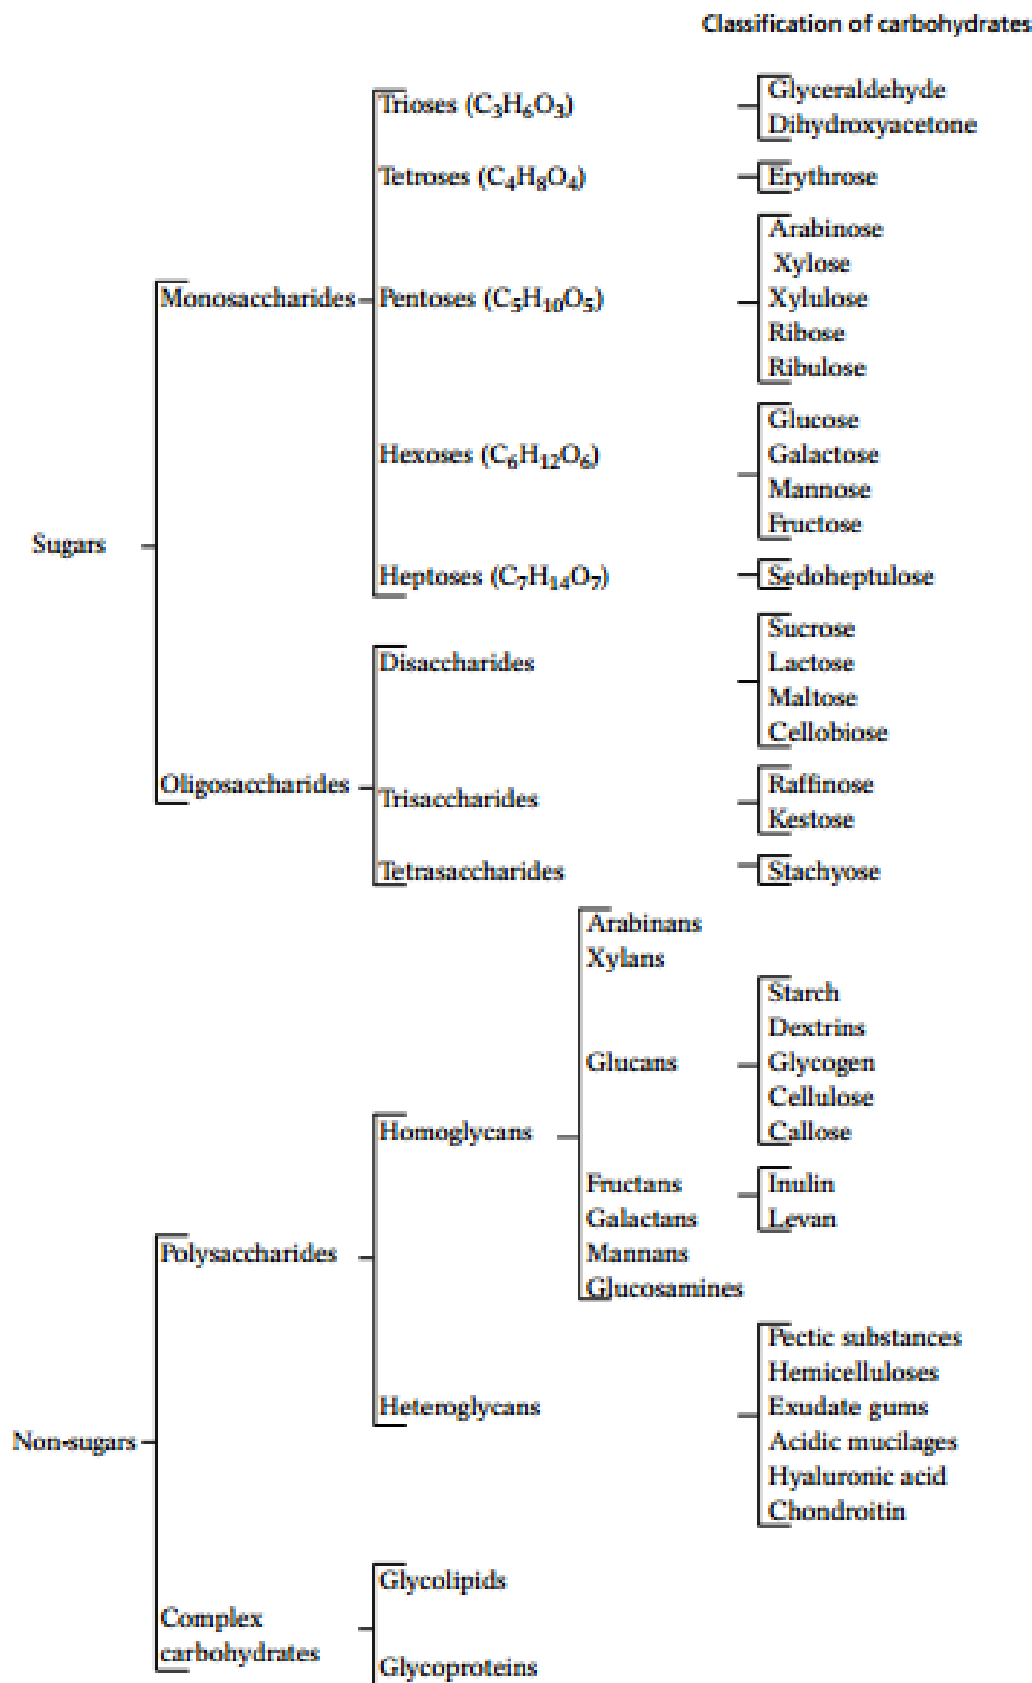 Classification of carbohydrates
Trioses (C₃H₆O₃)
Glyceraldehyde
Dihydroxyacetone
Tetroses (C₄H₈O₄)
Erythrose
Arabinose
Xylose
Monosaccharides
Pentoses (C₅H₁₀O₅)
Xylulose
Ribose
Ribulose
Glucose
Hexoses (C₆H₁₂O₆)
Galactose
Mannose
Fructose
Sugars
Heptoses (C₇H₁₄O₇)
Sedoheptulose
Sucrose
Disaccharides
Lactose
Maltose
Cellobiose
Oligosaccharides
Trisaccharides
Raffinose
Kestose
Tetrasaccharides
Stachyose
Arabinans
Xylans
Starch
Dextrins
Glucans
Glycogen
Cellulose
Homoglycans
Callose
Fructans
Inulin
Galactans
Levan
Polysaccharides
Mannans
Glucosamines
Pectic substances
Hemicelluloses
Heteroglycans
Exudate gums
Non-sugars
Acidic mucilages
Hyaluronic acid
Chondroitin
Glycolipids
Complex
carbohydrates
Glycoproteins